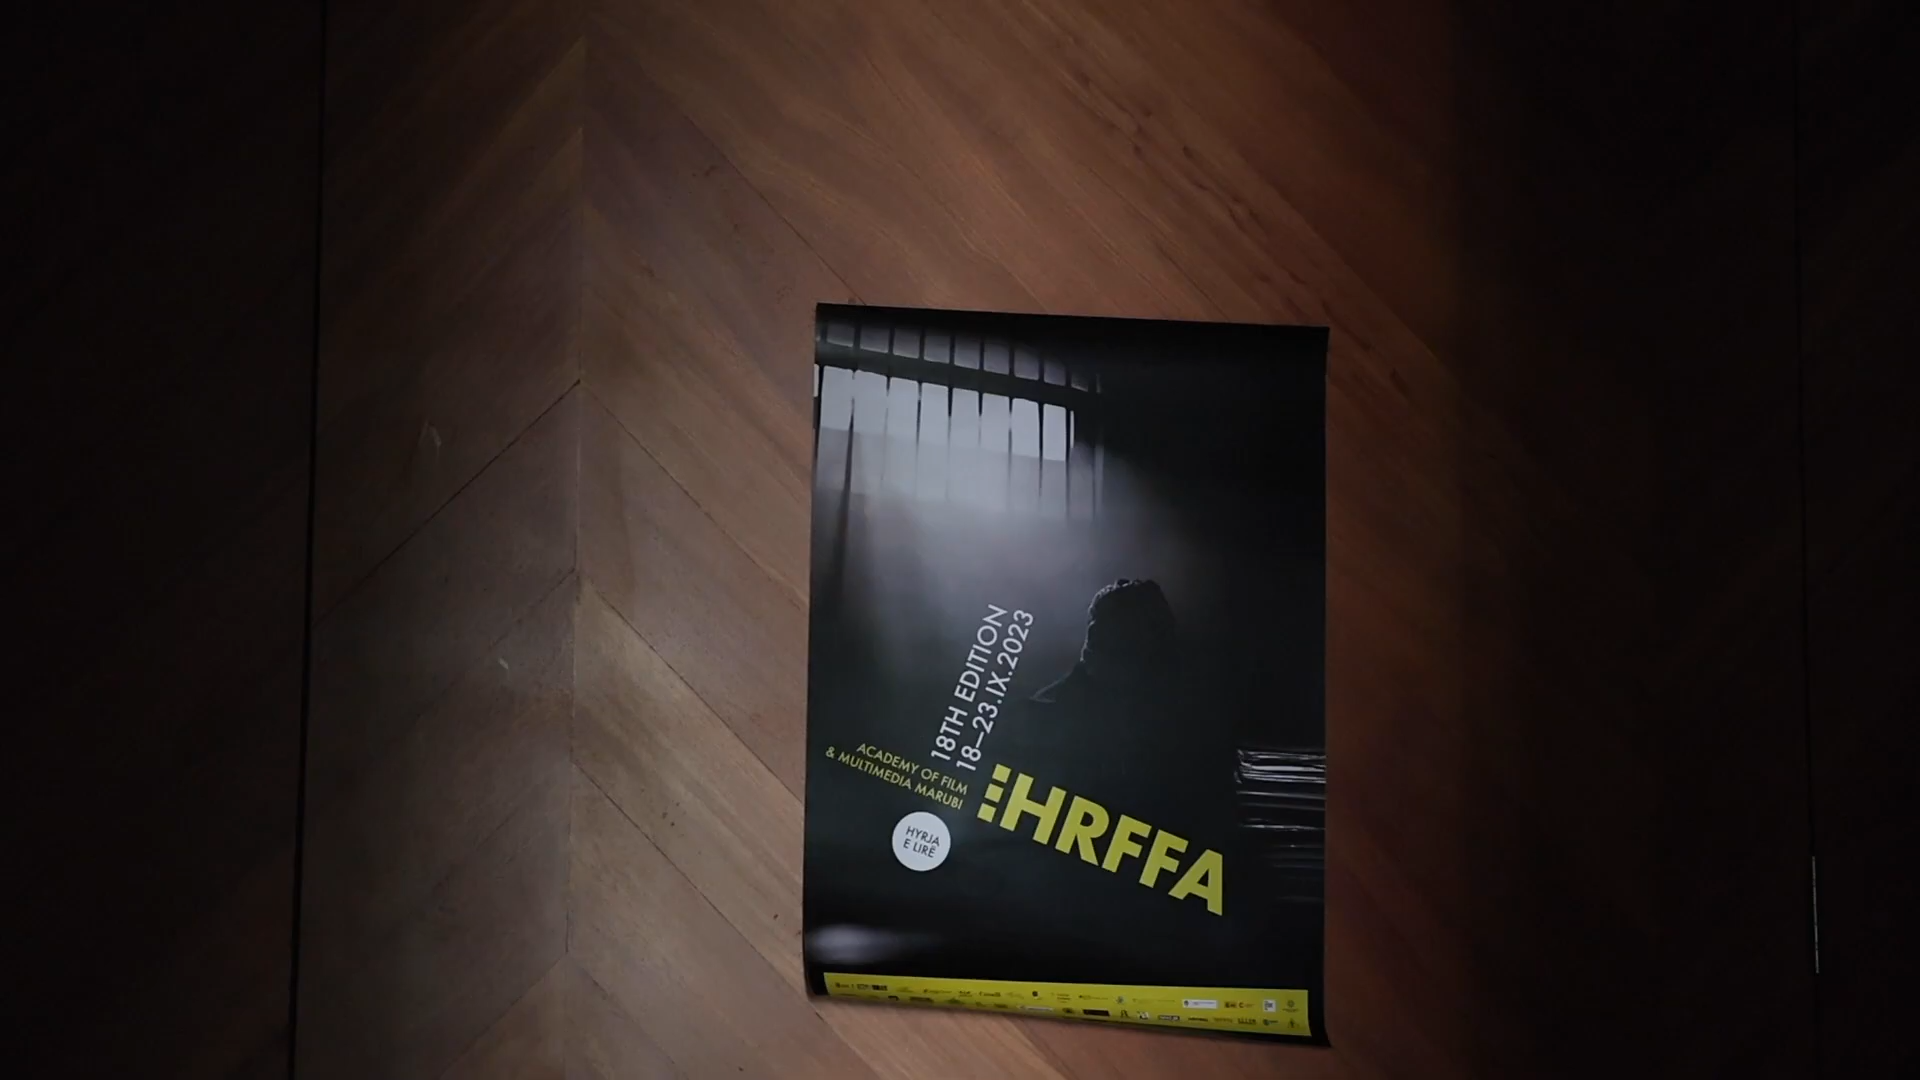 18TH EDITION
18–23.IX.2023
ACADEMY OF FILM
& MULTIMEDIA MARUBI
HRFFA
HYRJA
E LIRË